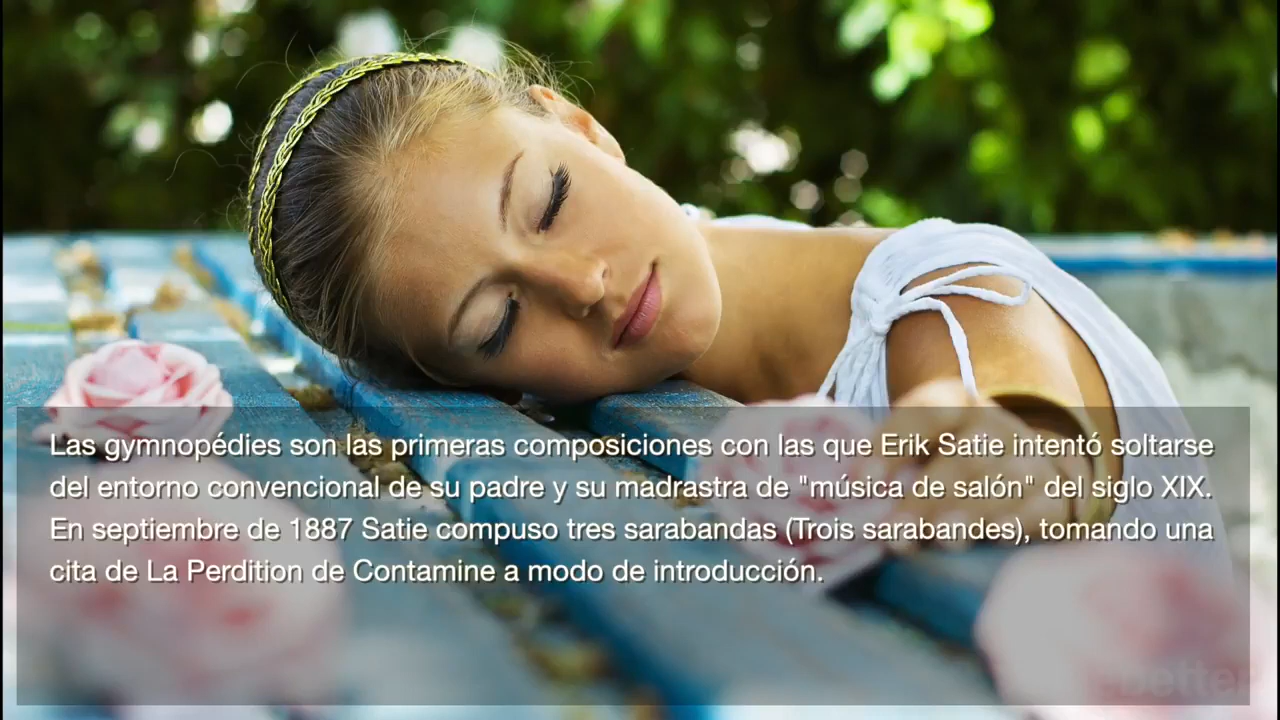 Las gymnopédies son las primeras composiciones con las que Erik Satie intentó soltarse
del entorno convencional de su padre y su madrastra de "música de salón" del siglo XIX.
En septiembre de 1887 Satie compuso tres sarabandas (Trois sarabandes), tomando una
cita de La Perdition de Contamine a modo de introducción.
better